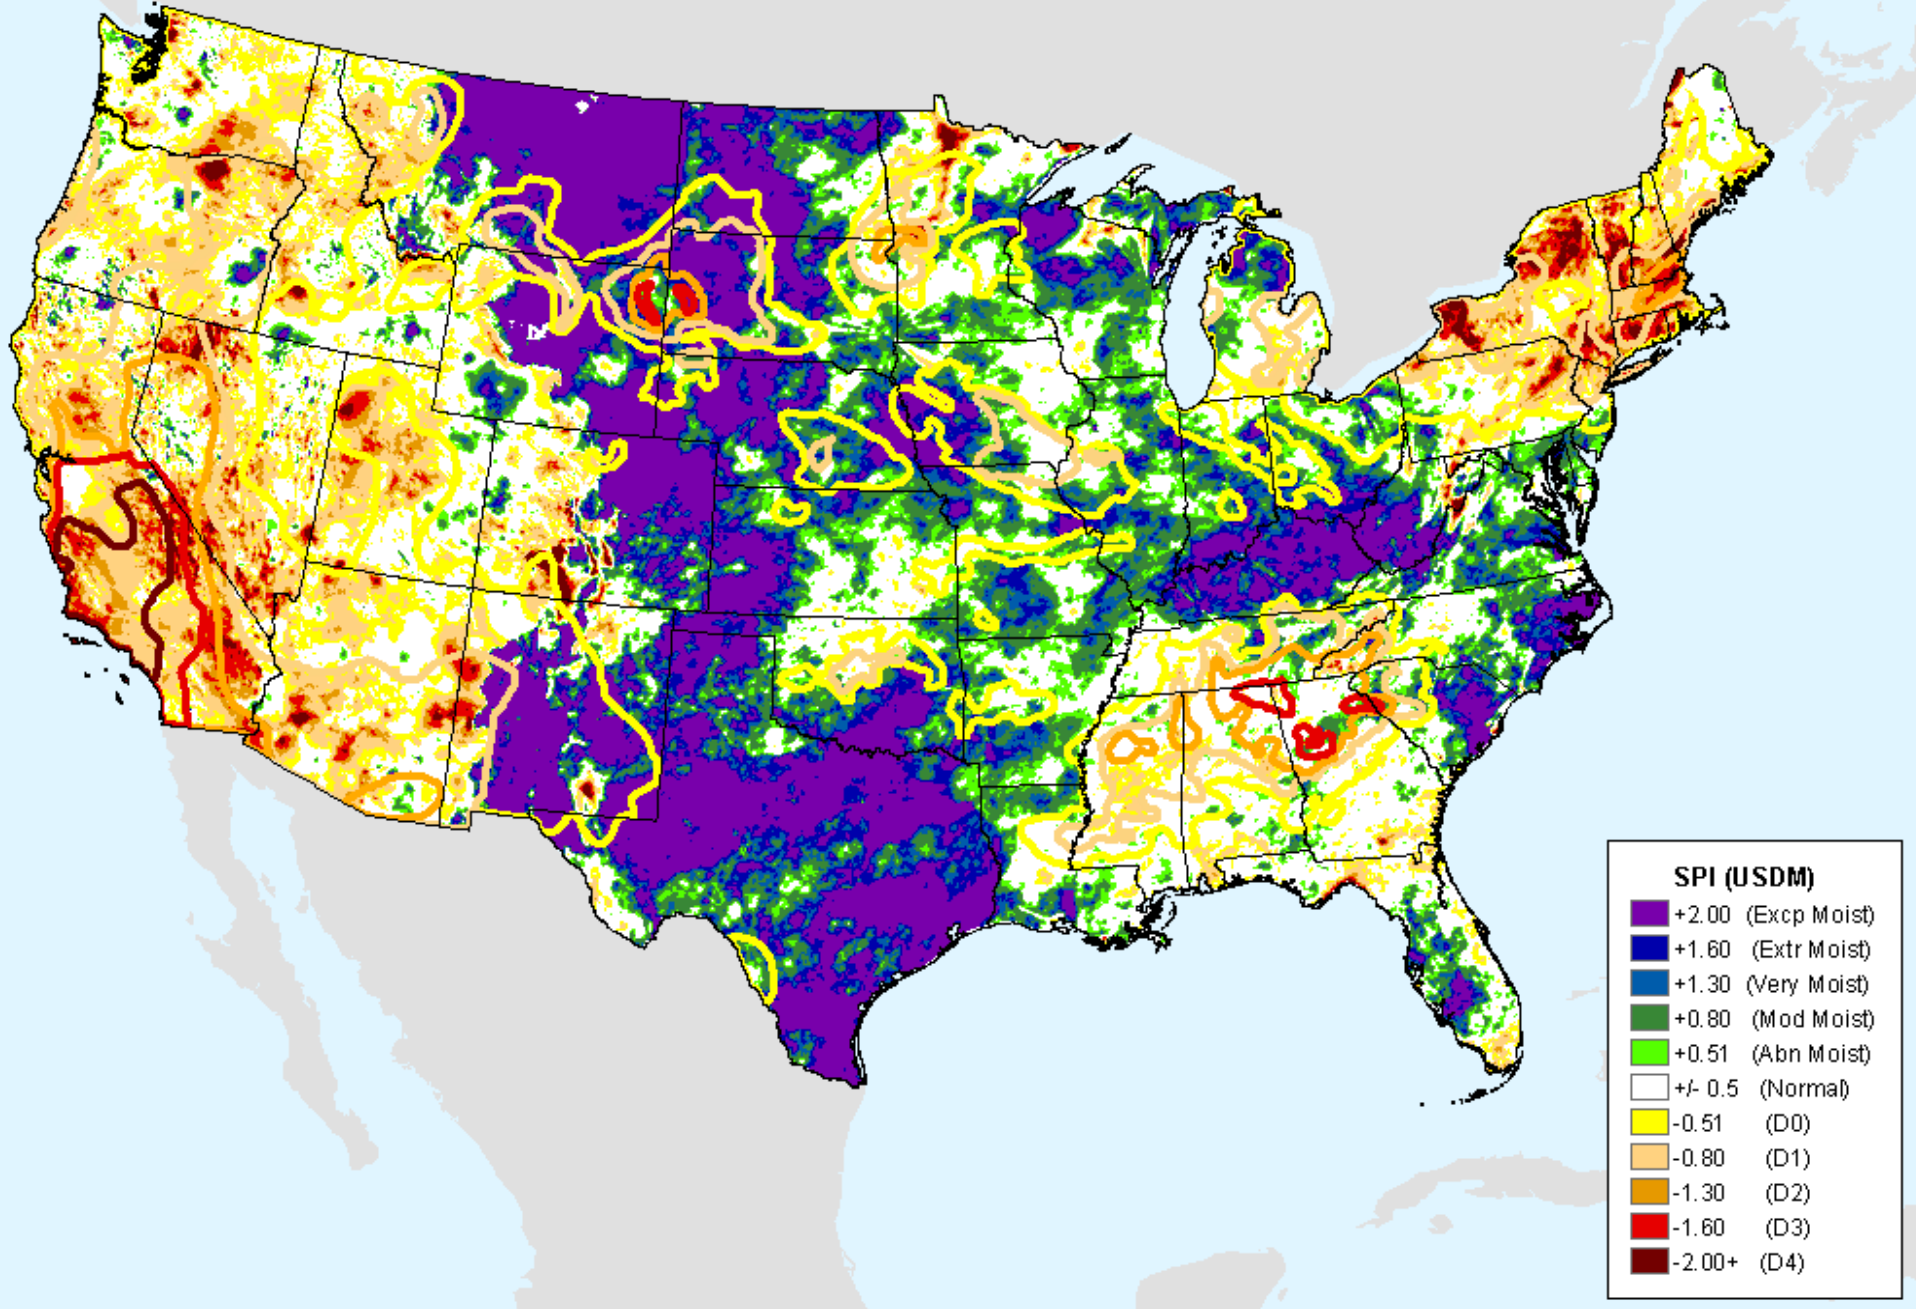 SPI (USDM)
+2.00 (Excp Moist)
+1.60 (Extr Moist)
+1.30 (Very Moist)
+0.80 (Mod Moist)
+0.51 (Abn Moist)
+/- 0.5 (Normal)
-0.51 (D0)
-0.80 (D1)
-1.30 (D2)
-1.60 (D3)
-2.00+ (D4)